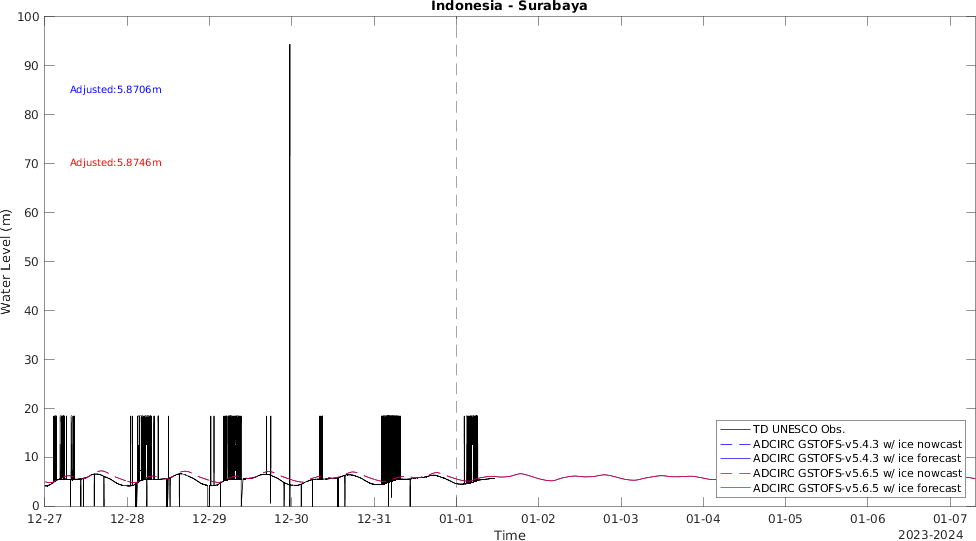 Indonesia - Surabaya
100
90
80
70
60
50
40
30
20
10
0
Water Level (m)
Adjusted:5.8706m
Adjusted:5.8746m
TD UNESCO Obs.
ADCIRC GSTOFS-v5.4.3 w/ ice nowcast
ADCIRC GSTOFS-v5.4.3 w/ ice forecast
ADCIRC GSTOFS-v5.6.5 w/ ice nowcast
ADCIRC GSTOFS-v5.6.5 w/ ice forecast
12-27 12-28 12-29 12-30 12-31 01-01 01-02 01-03 01-04 01-05 01-06 01-07
Time
2023-2024